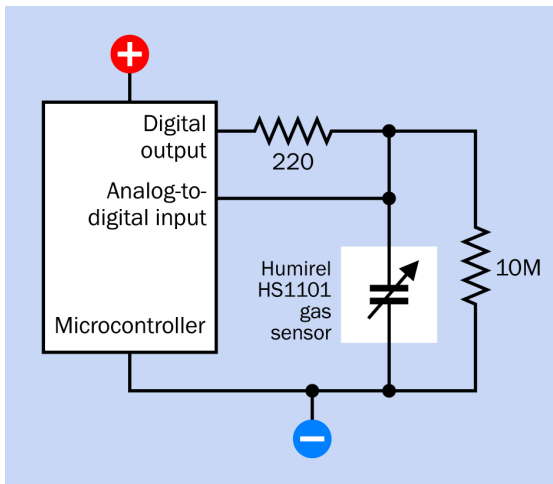 Digital
output
220
Analog-to-
digital input
Humirel
HS1101
gas
sensor
10M
Microcontroller